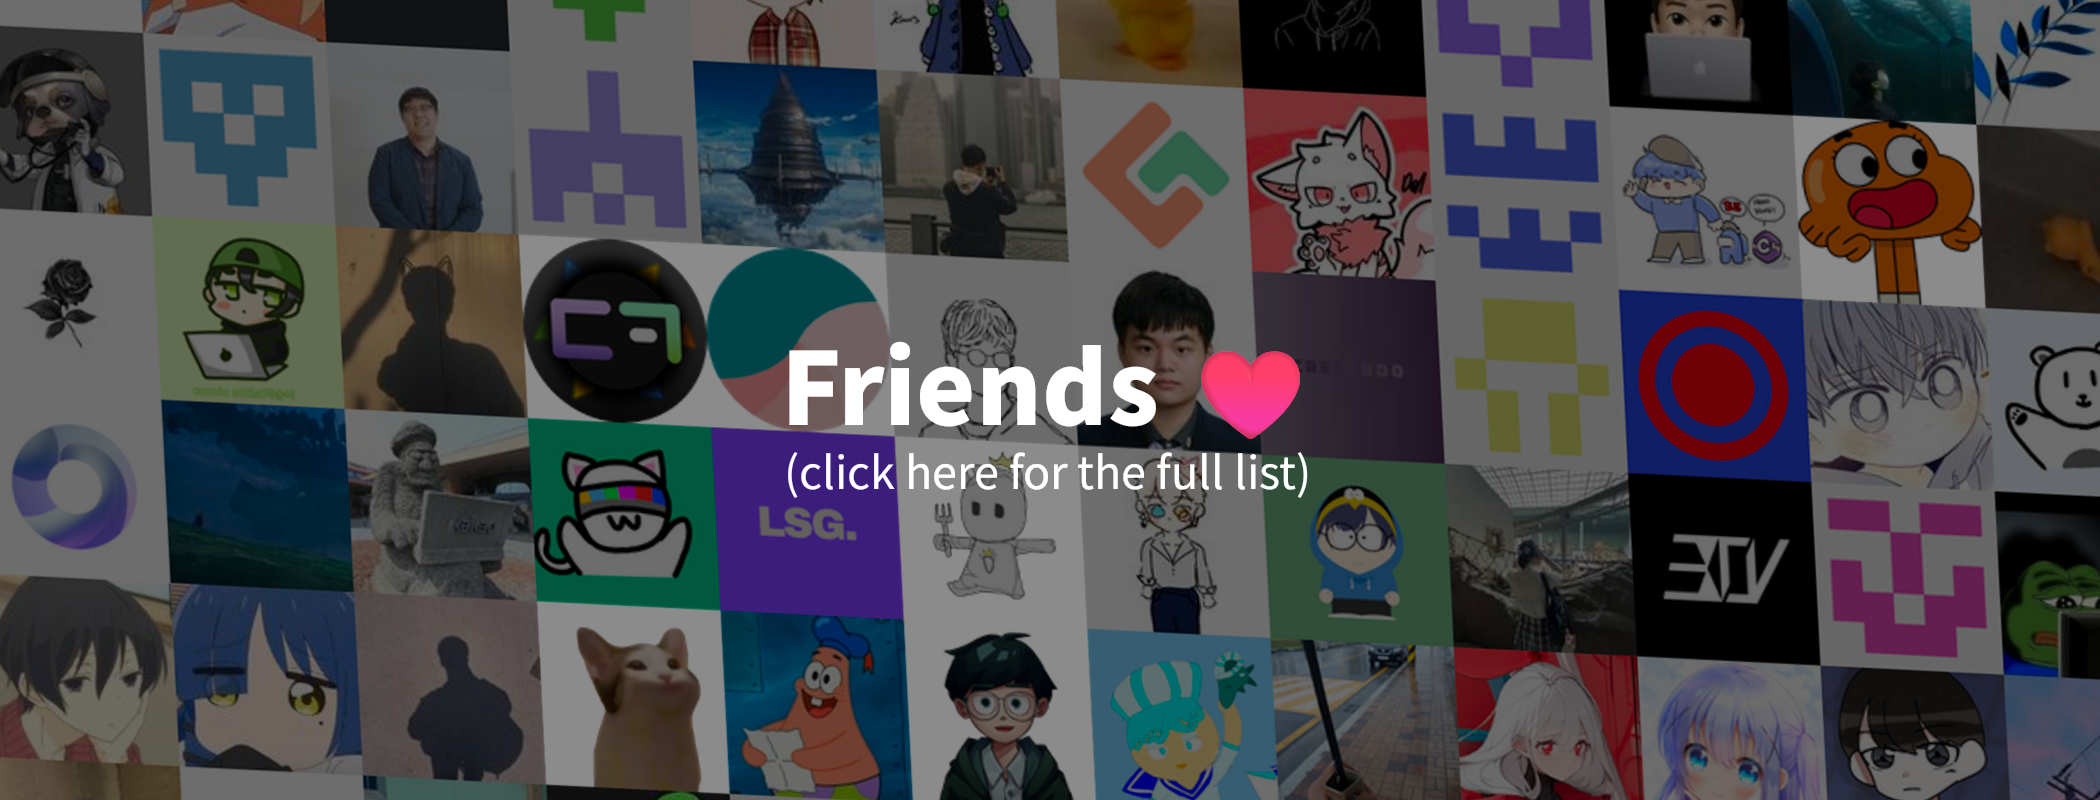 Friends ❤
(click here for the full list)
LSG.